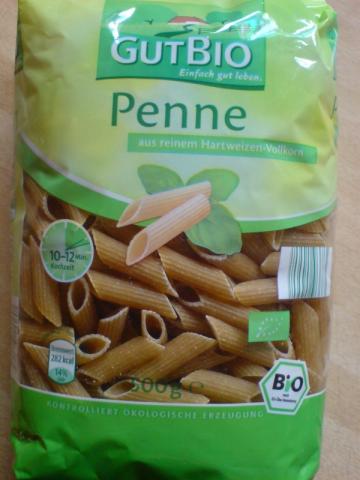 GUTBIO
Einfach gut leben.
Penne
aus reinem Hartweizen-Vollkorn
10-12 Min.
Kochzeit
282 kcal
14%
500g e
BIO
KONTROLLIERT ÖKOLOGISCHE ERZEUGUNG